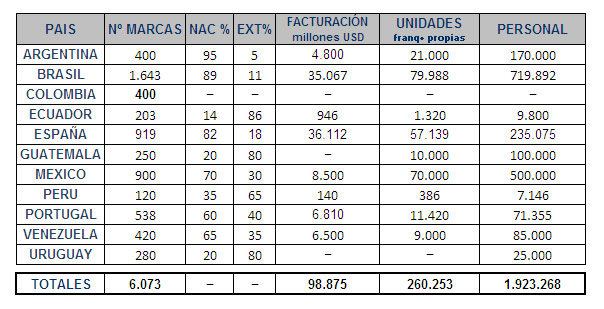 PAIS Nº MARCAS NAC % EXT% FACTURACIÓN millones USD UNIDADES franq+ propias PERSONAL
ARGENTINA 400 95 5 4.800 21.000 170.000
BRASIL 1.643 89 11 35.067 79.988 719.892
COLOMBIA 400 – – – – –
ECUADOR 203 14 86 946 1.320 9.800
ESPAÑA 919 82 18 36.112 57.139 235.075
GUATEMALA 250 20 80 – 10.000 100.000
MEXICO 900 70 30 8.500 70.000 500.000
PERU 120 35 65 140 386 7.146
PORTUGAL 538 60 40 6.810 11.420 71.355
VENEZUELA 420 65 35 6.500 9.000 85.000
URUGUAY 280 20 80 – – 25.000
TOTALES 6.073 – – 98.875 260.253 1.923.268